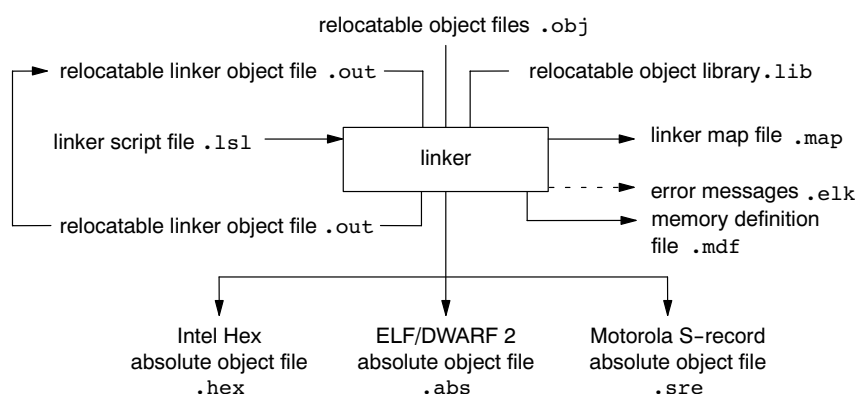 relocatable object files .obj
relocatable linker object file .out
relocatable object library.lib
linker script file .lsl
linker
linker map file .map
error messages .elk
relocatable linker object file .out
memory definition
file .mdf
Intel Hex
absolute object file
.hex
ELF/DWARF 2
absolute object file
.abs
Motorola S-record
absolute object file
.sre